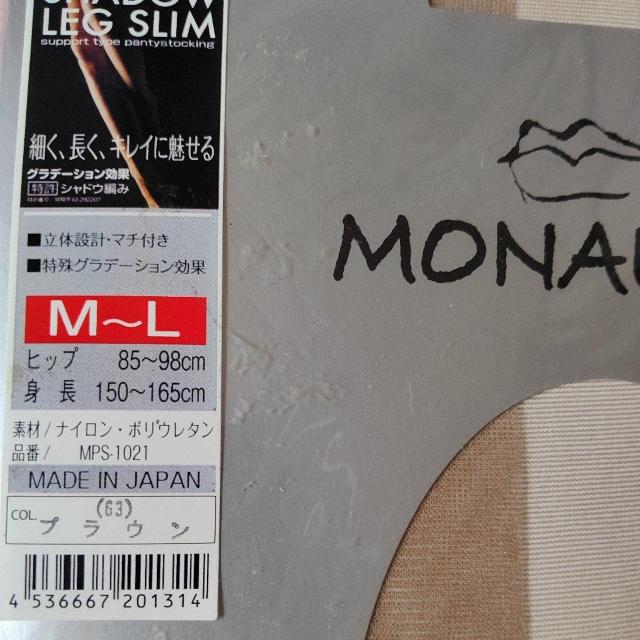 LEG SLIM
support type pantystocking
細く、長く、キレイに魅せる
グラデーション効果
特許 シャドウ編み
■立体設計・マチ付き
■特殊グラデーション効果
M～L
ヒップ 85～98cm
身長 150～165cm
素材/ナイロン・ポリウレタン
品番/ MPS-1021
MADE IN JAPAN
COL. (63)
ブラウン
4 536667 201314
MONA